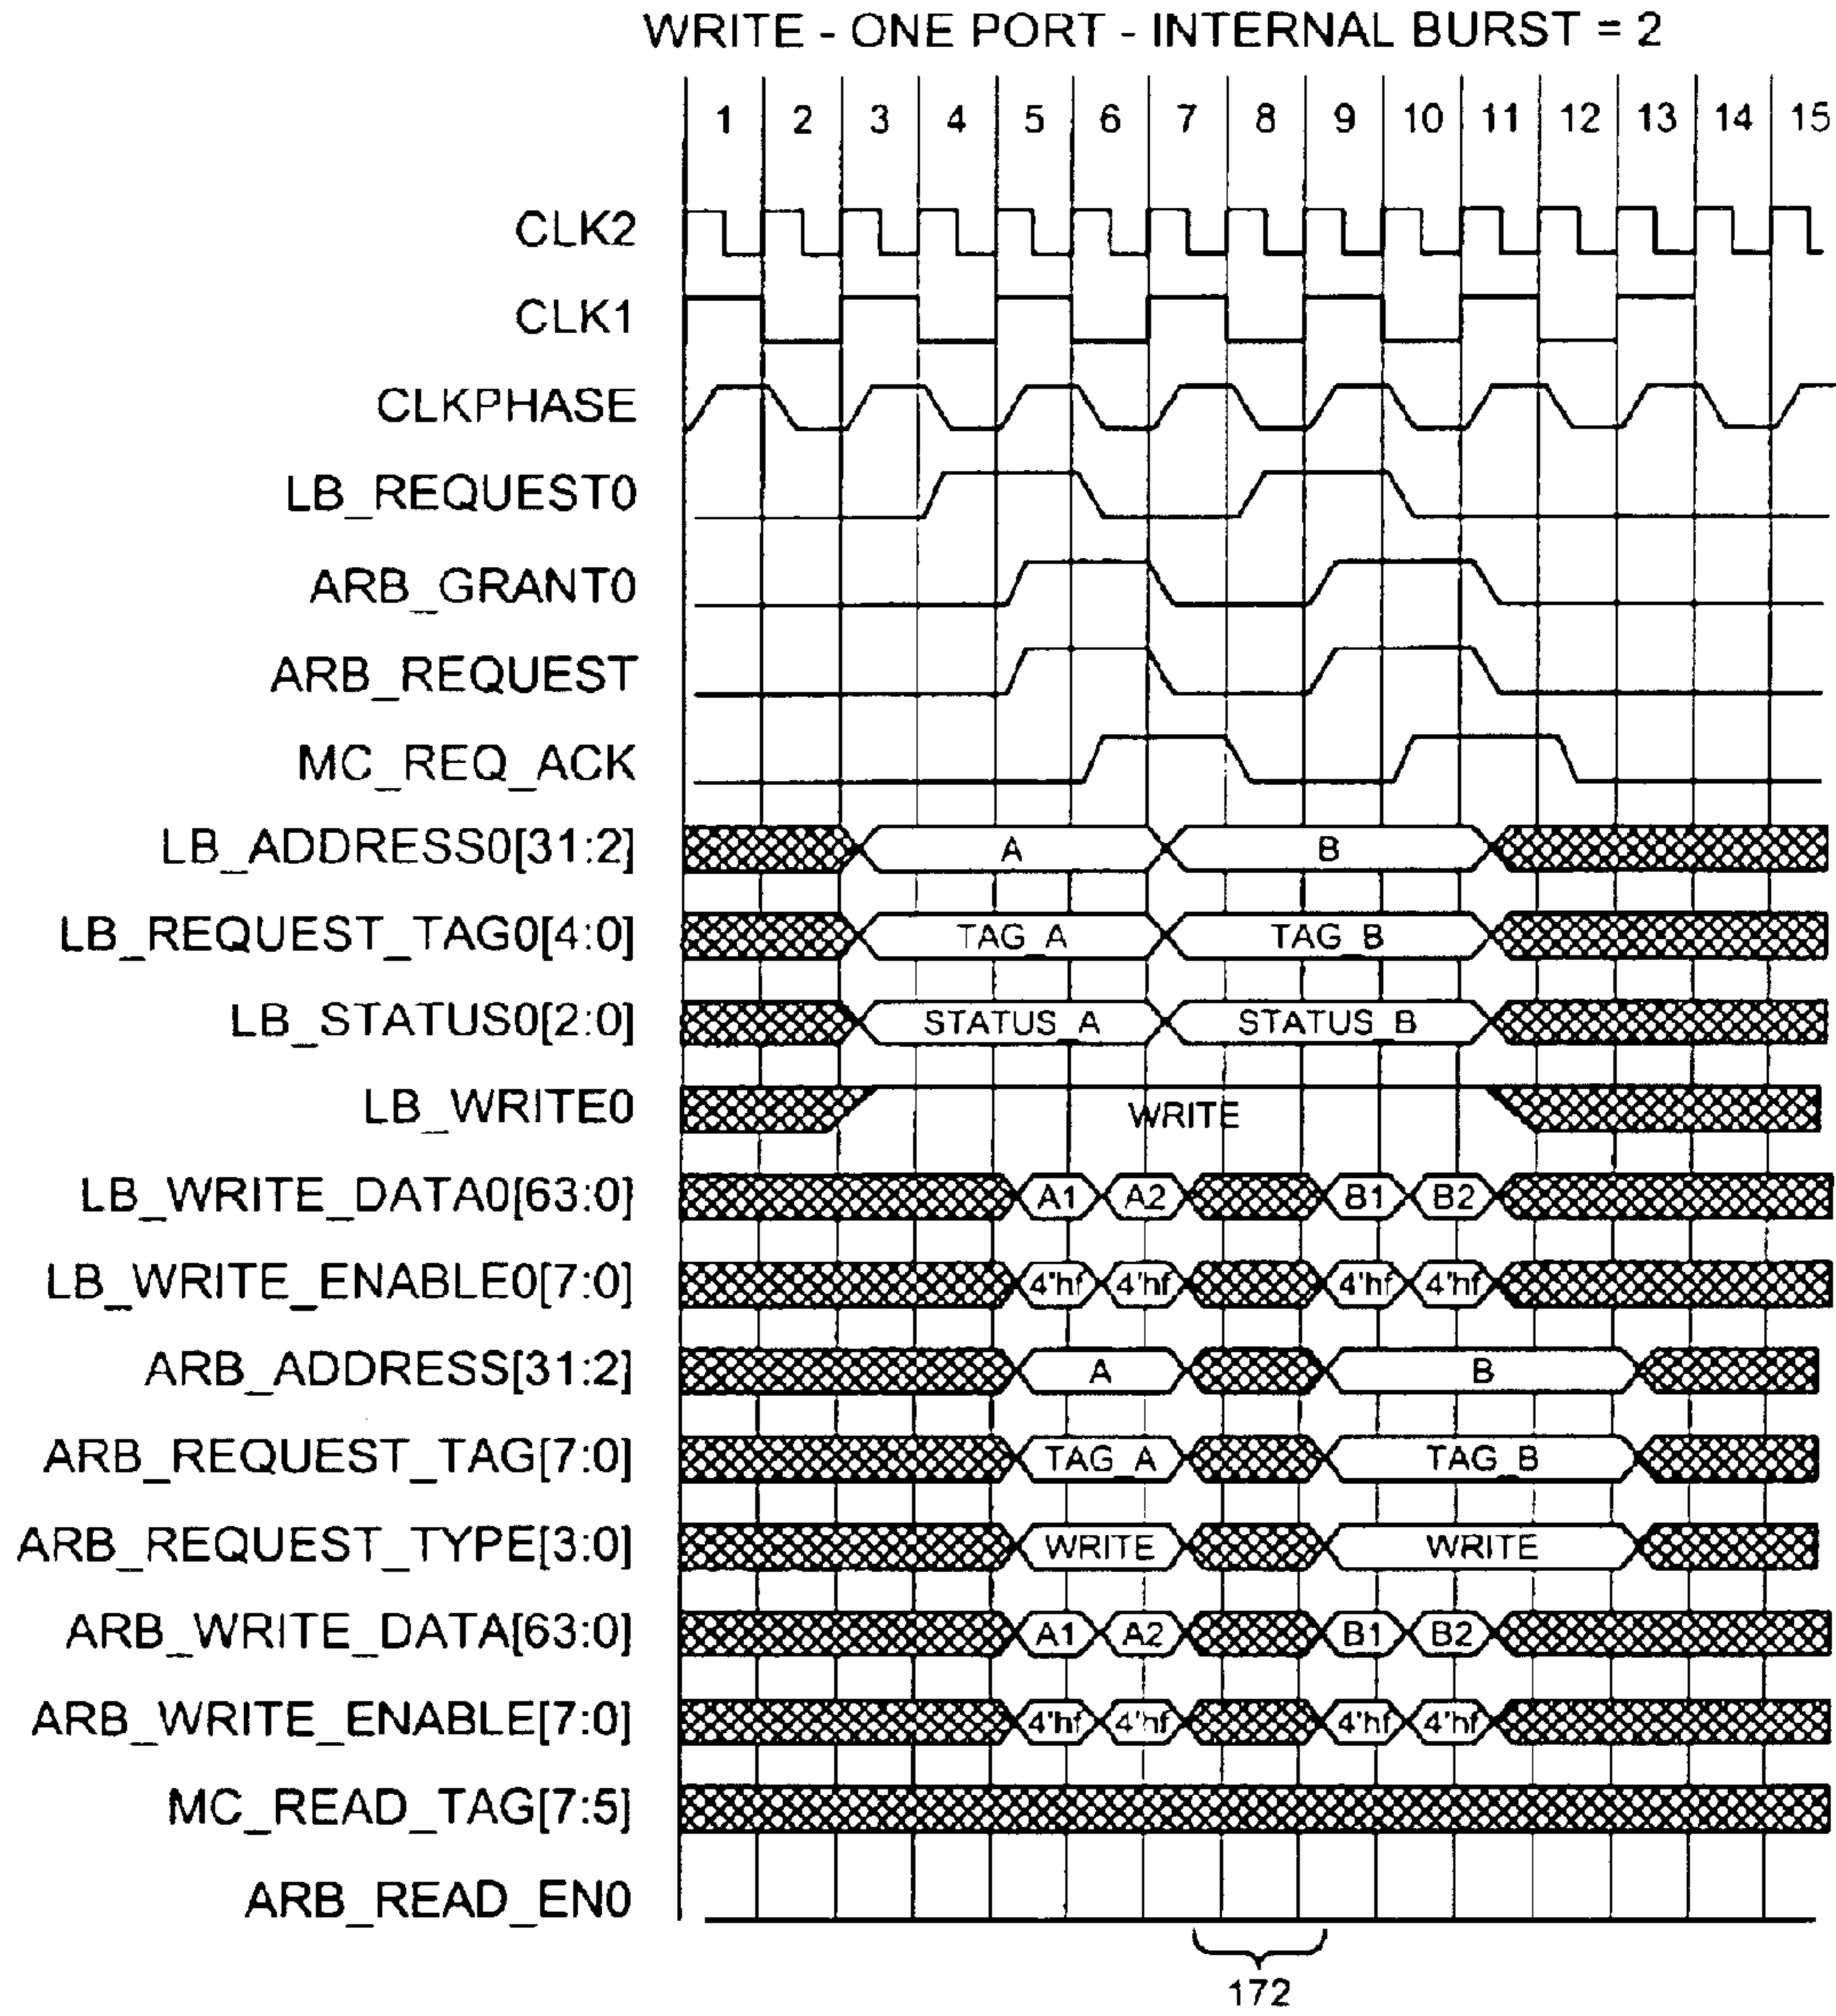 WRITE - ONE PORT - INTERNAL BURST = 2
1 2 3 4 5 6 7 8 9 10 11 12 13 14 15
CLK2
CLK1
CLKPHASE
LB_REQUEST0
ARB_GRANT0
ARB_REQUEST
MC_REQ_ACK
LB_ADDRESS0[31:2] A B
LB_REQUEST_TAG0[4:0] TAG_A TAG_B
LB_STATUS0[2:0] STATUS_A STATUS_B
LB_WRITE0 WRITE
LB_WRITE_DATA0[63:0] A1 A2 B1 B2
LB_WRITE_ENABLE0[7:0] 4'hf 4'hf 4'hf 4'hf
ARB_ADDRESS[31:2] A B
ARB_REQUEST_TAG[7:0] TAG_A TAG_B
ARB_REQUEST_TYPE[3:0] WRITE WRITE
ARB_WRITE_DATA[63:0] A1 A2 B1 B2
ARB_WRITE_ENABLE[7:0] 4'hf 4'hf 4'hf 4'hf
MC_READ_TAG[7:5]
ARB_READ_EN0
172